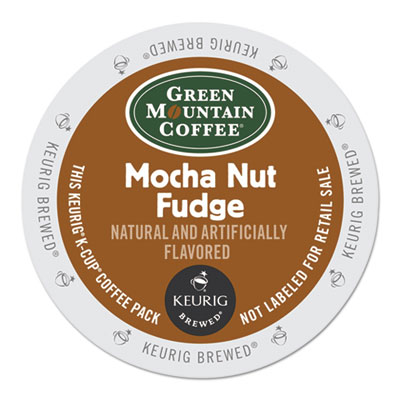 KEURIG BREWED®
GREEN
MOUNTAIN
COFFEE®
Mocha Nut
Fudge
NATURAL AND ARTIFICIALLY
FLAVORED
KEURIG
BREWED®
THIS KEURIG® K-CUP® COFFEE PACK
NOT LABELED FOR RETAIL SALE
KEURIG BREWED®
KEURIG BREWED®
KEURIG BREWED®